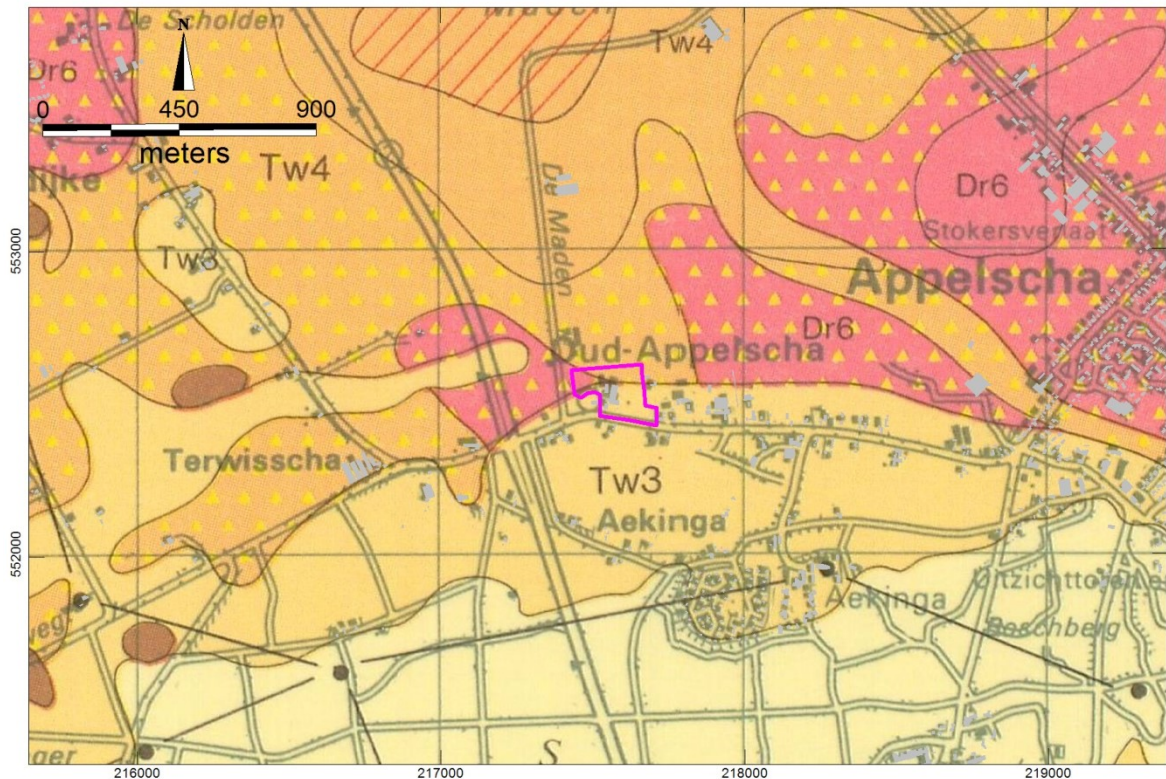 De Scholden
N
Tw4
Dr6
0 450 900
meters
Tw4
De Maden
Dr6
Tw3
Stokersverlaat
553000
Appelscha
Dr6
Oud-Appelscha
Terwisscha
Tw3
Aekinga
552000
Aekinga
Boschberg
S
216000 217000 218000 219000